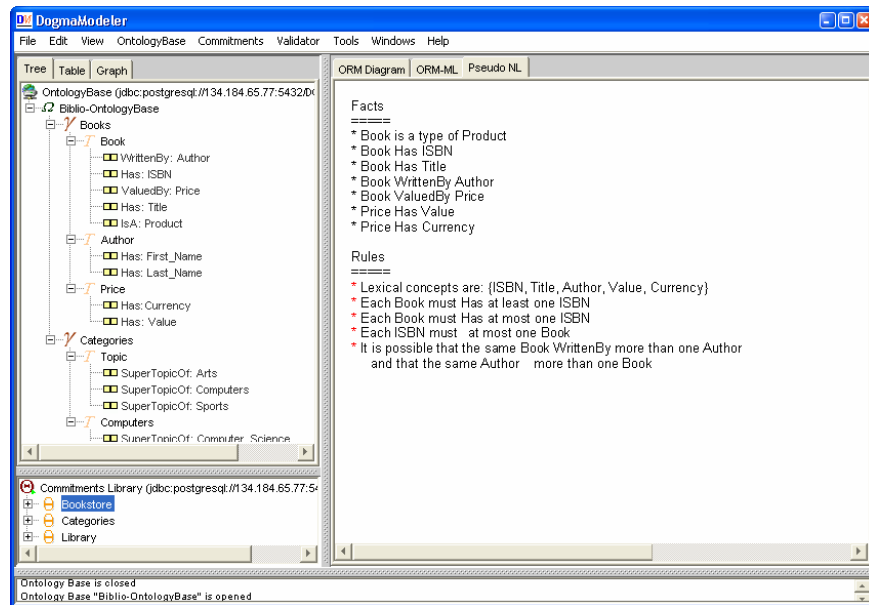 DogmaModeler
File Edit View OntologyBase Commitments Validator Tools Windows Help
Tree Table Graph
OntologyBase (jdbc:postgresql://134.184.65.77:5432/D
Biblio-OntologyBase
Books
Book
WrittenBy: Author
Has: ISBN
ValuedBy: Price
Has: Title
IsA: Product
Author
Has: First_Name
Has: Last_Name
Price
Has: Currency
Has: Value
Categories
Topic
SuperTopicOf: Arts
SuperTopicOf: Computers
SuperTopicOf: Sports
Computers
SuperTopicOf: Computer_Science
Commitments Library (jdbc:postgresql://134.184.65.77:54
Bookstore
Categories
Library
ORM Diagram ORM-ML Pseudo NL
Facts
=====
* Book is a type of Product
* Book Has ISBN
* Book Has Title
* Book WrittenBy Author
* Book ValuedBy Price
* Price Has Value
* Price Has Currency
Rules
=====
* Lexical concepts are: {ISBN, Title, Author, Value, Currency}
* Each Book must Has at least one ISBN
* Each Book must Has at most one ISBN
* Each ISBN must at most one Book
* It is possible that the same Book WrittenBy more than one Author
and that the same Author more than one Book
Ontology Base is closed
Ontology Base "Biblio-OntologyBase" is opened